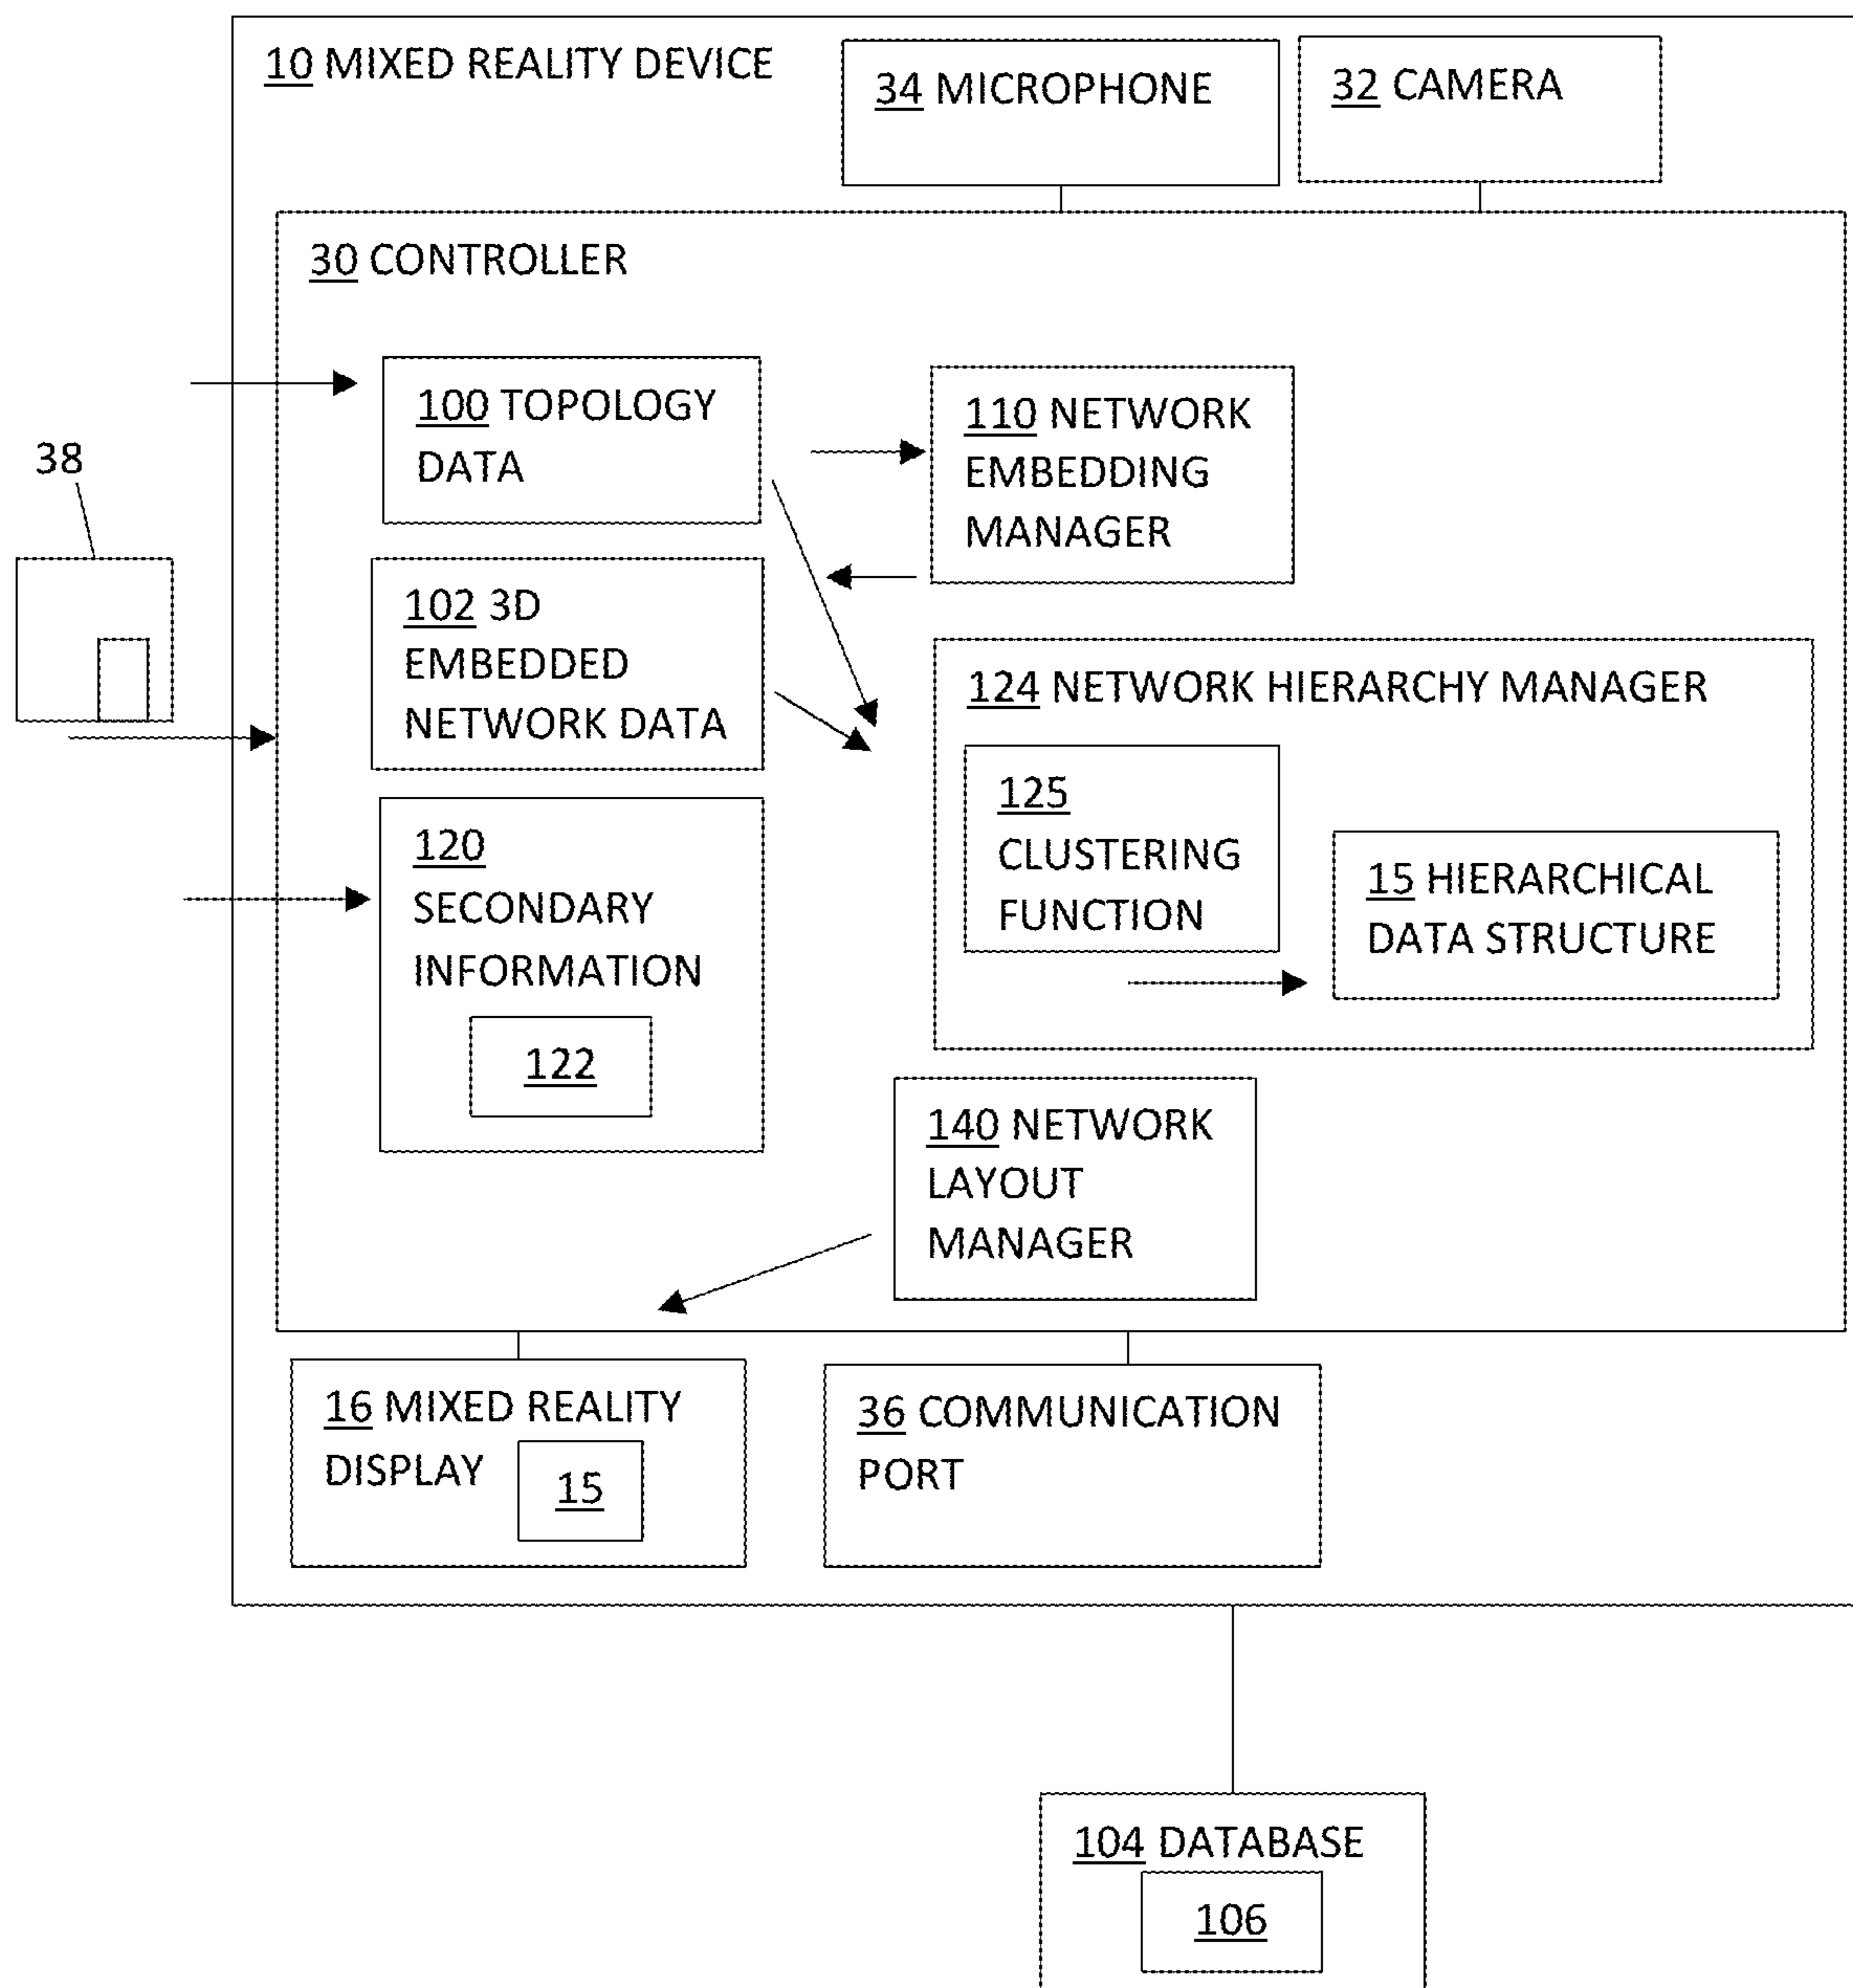 10 MIXED REALITY DEVICE
34 MICROPHONE
32 CAMERA
30 CONTROLLER
100 TOPOLOGY
DATA
110 NETWORK
EMBEDDING
MANAGER
38
102 3D
EMBEDDED
NETWORK DATA
124 NETWORK HIERARCHY MANAGER
125
CLUSTERING
FUNCTION
15 HIERARCHICAL
DATA STRUCTURE
120
SECONDARY
INFORMATION
122
140 NETWORK
LAYOUT
MANAGER
16 MIXED REALITY
DISPLAY
15
36 COMMUNICATION
PORT
104 DATABASE
106